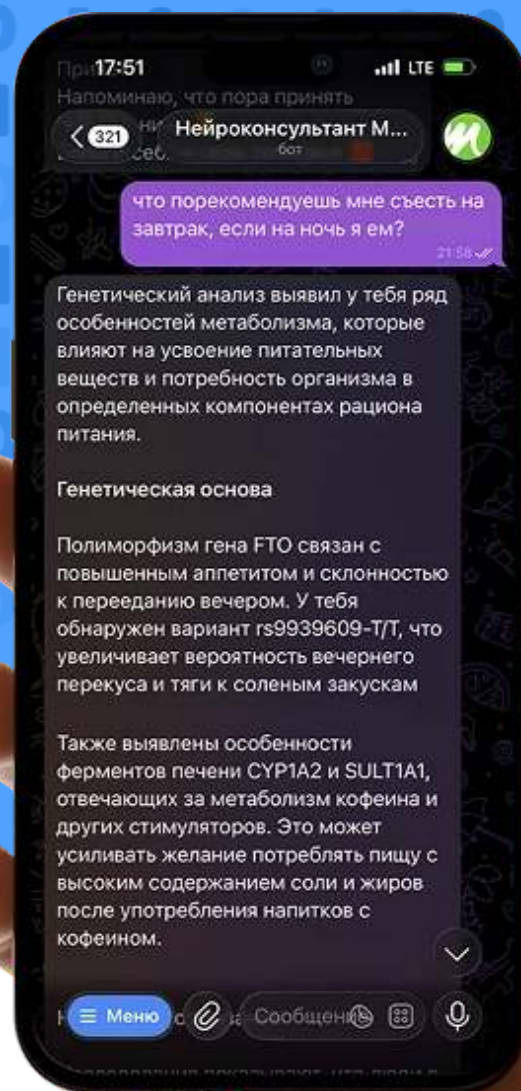 17:51
LTE
Напоминаю, что пора принять
321
Нейроконсультант М...
бот
что порекомендуешь мне съесть на
завтрак, если на ночь я ем?
21:58
Генетический анализ выявил у тебя ряд
особенностей метаболизма, которые
влияют на усвоение питательных
веществ и потребность организма в
определенных компонентах рациона
питания.
Генетическая основа
Полиморфизм гена FTO связан с
повышенным аппетитом и склонностью
к перееданию вечером. У тебя
обнаружен вариант rs9939609-T/T, что
увеличивает вероятность вечернего
перекуса и тяги к соленым закускам
Также выявлены особенности
ферментов печени CYP1A2 и SULT1A1,
отвечающих за метаболизм кофеина и
других стимуляторов. Это может
усиливать желание потреблять пищу с
высоким содержанием соли и жиров
после употребления напитков с
кофеином.
Меню
Сообщение